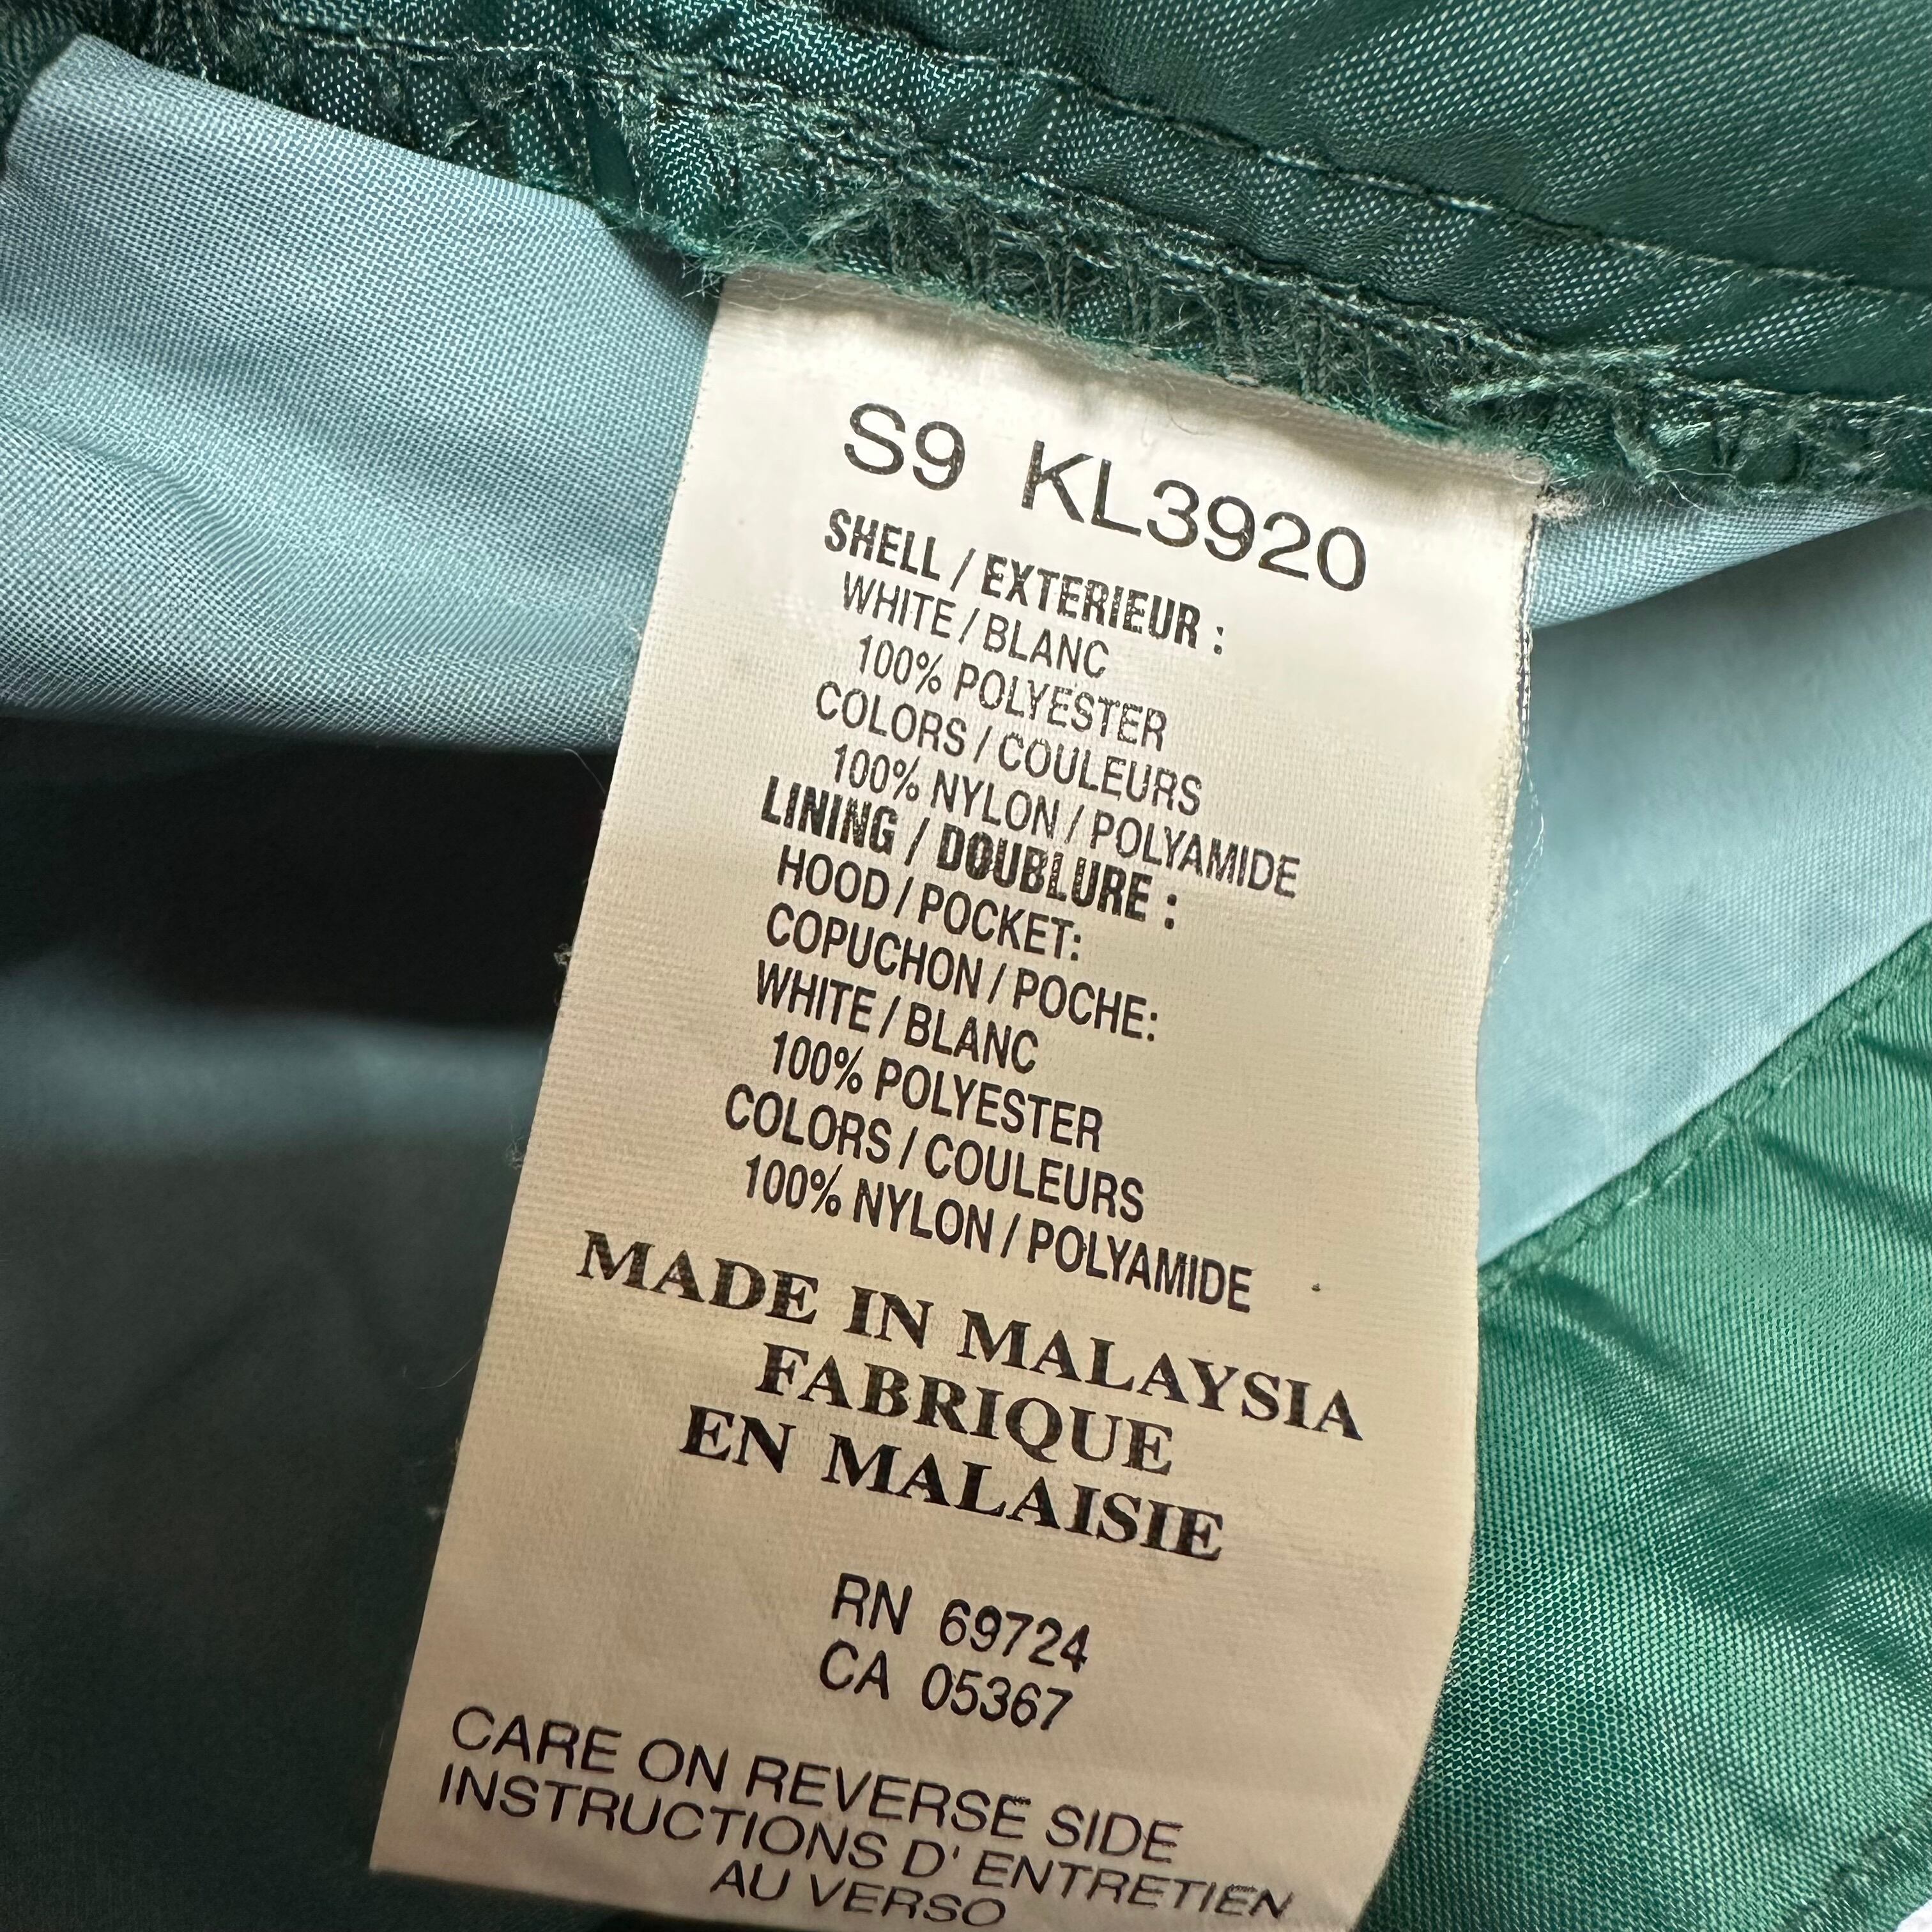 S9 KL3920
SHELL / EXTERIEUR :
WHITE / BLANC
100% POLYESTER
COLORS / COULEURS
100% NYLON / POLYAMIDE
LINING / DOUBLURE :
HOOD / POCKET:
COPUCHON / POCHE:
WHITE / BLANC
100% POLYESTER
COLORS / COULEURS
100% NYLON / POLYAMIDE
MADE IN MALAYSIA
FABRIQUE
EN MALAISIE
RN 69724
CA 05367
CARE ON REVERSE SIDE
INSTRUCTIONS D' ENTRETIEN
AU VERSO